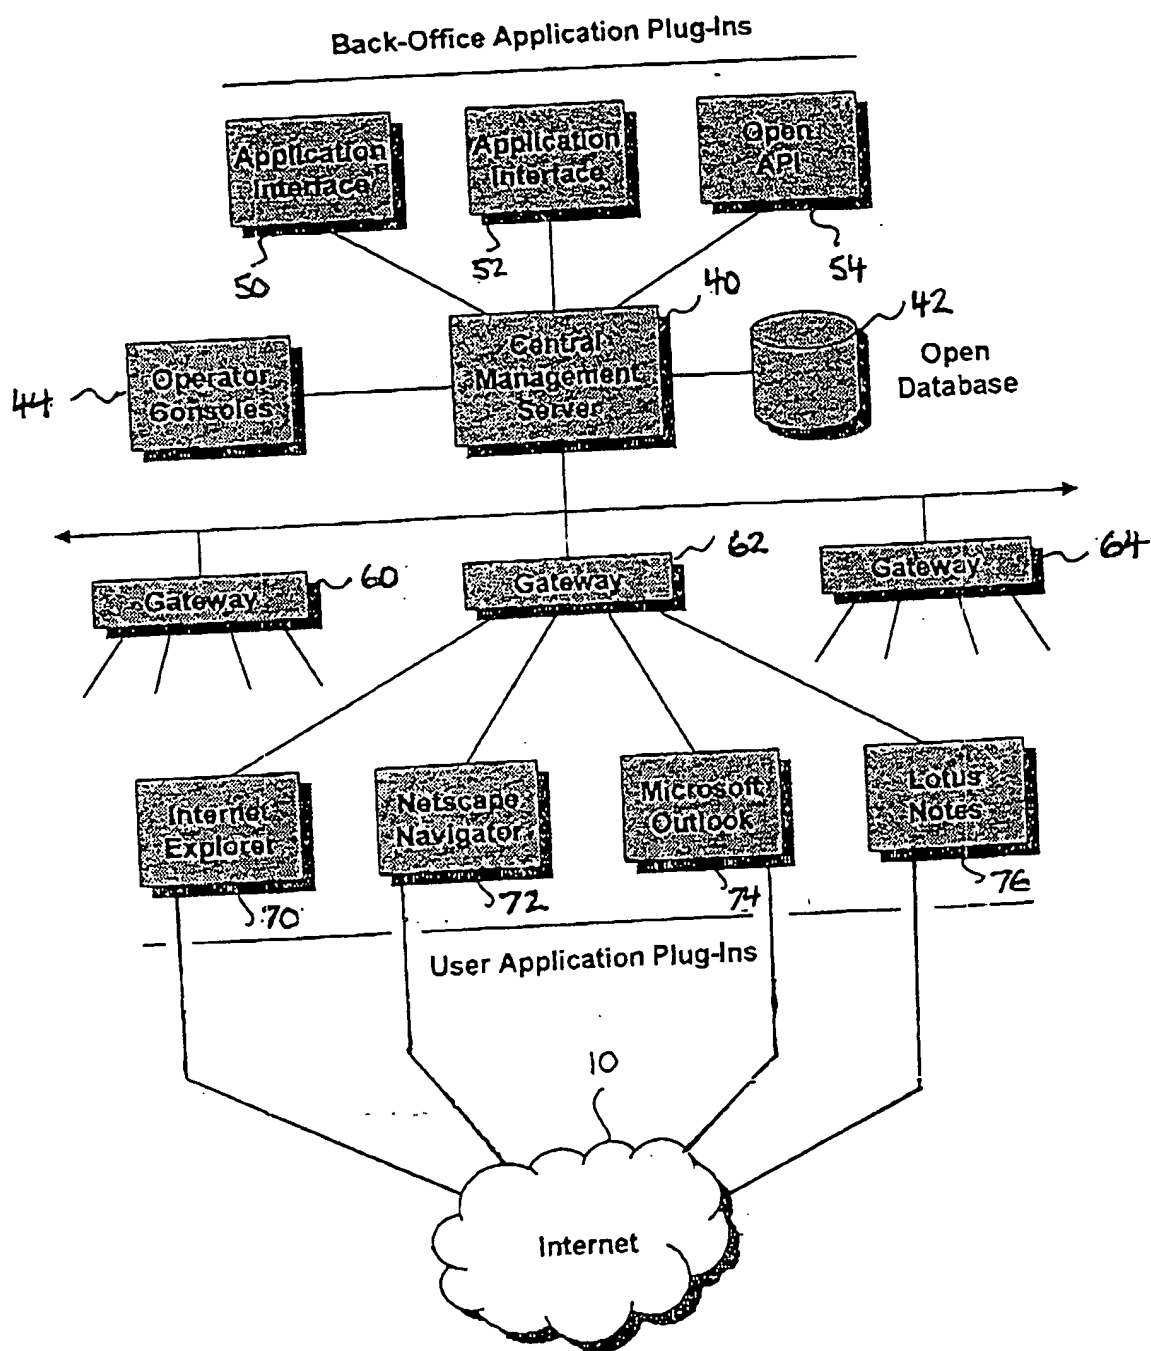 Back-Office Application Plug-Ins
Application
Interface
Application
Interface
Open
API
50
52
54
40
42
Central
Management
Server
Open
Database
Operator
Consoles
44
Gateway
60
Gateway
62
Gateway
64
Internet
Explorer
Netscape
Navigator
Microsoft
Outlook
Lotus
Notes
70
72
74
76
User Application Plug-Ins
10
Internet